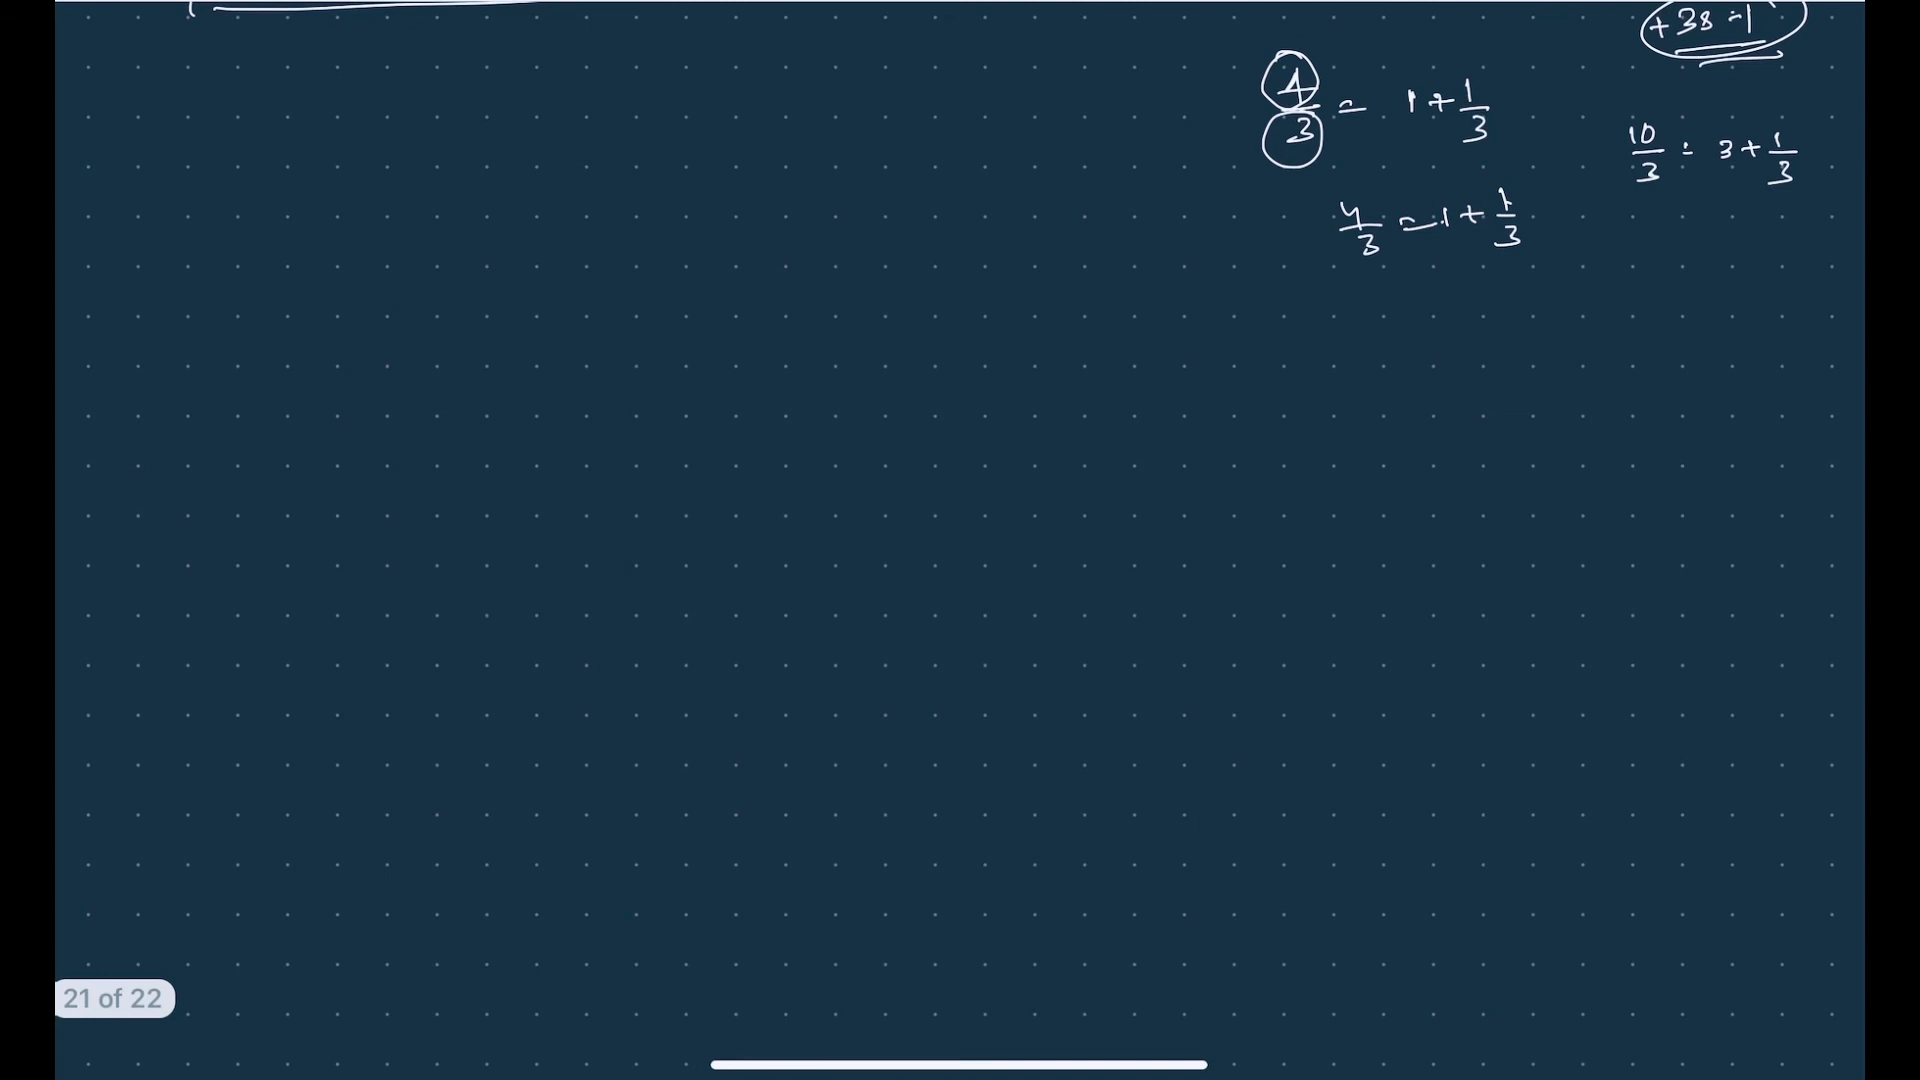 +3s-1
4/3 = 1+1/3
10/3 = 3+1/3
4/3 = 1+1/3
21 of 22